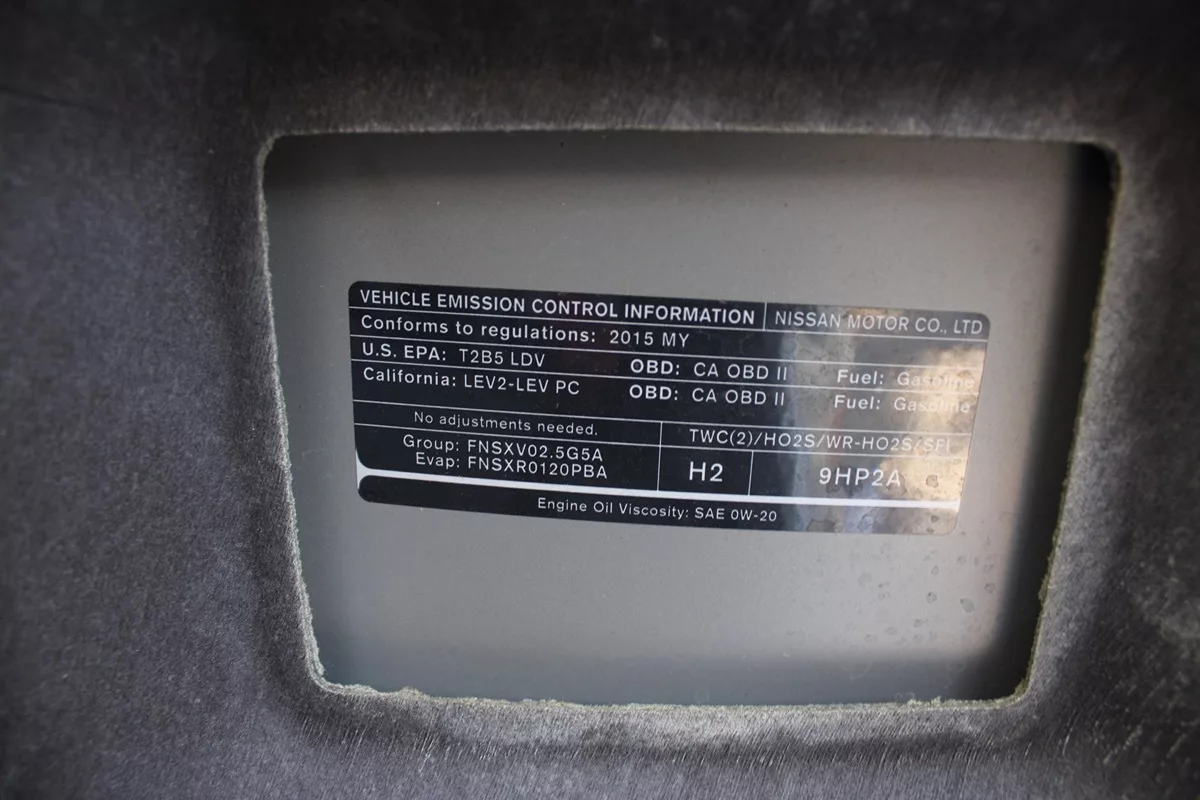 VEHICLE EMISSION CONTROL INFORMATION NISSAN MOTOR CO., LTD
Conforms to regulations: 2015 MY
U.S. EPA: T2B5 LDV OBD: CA OBD II Fuel: Gasoline
California: LEV2-LEV PC OBD: CA OBD II Fuel: Gasoline
No adjustments needed. TWC(2)/HO2S/WR-HO2S/SFI
Group: FNSXV02.5G5A
Evap: FNSXR0120PBA H2 9HP2A
Engine Oil Viscosity: SAE 0W-20